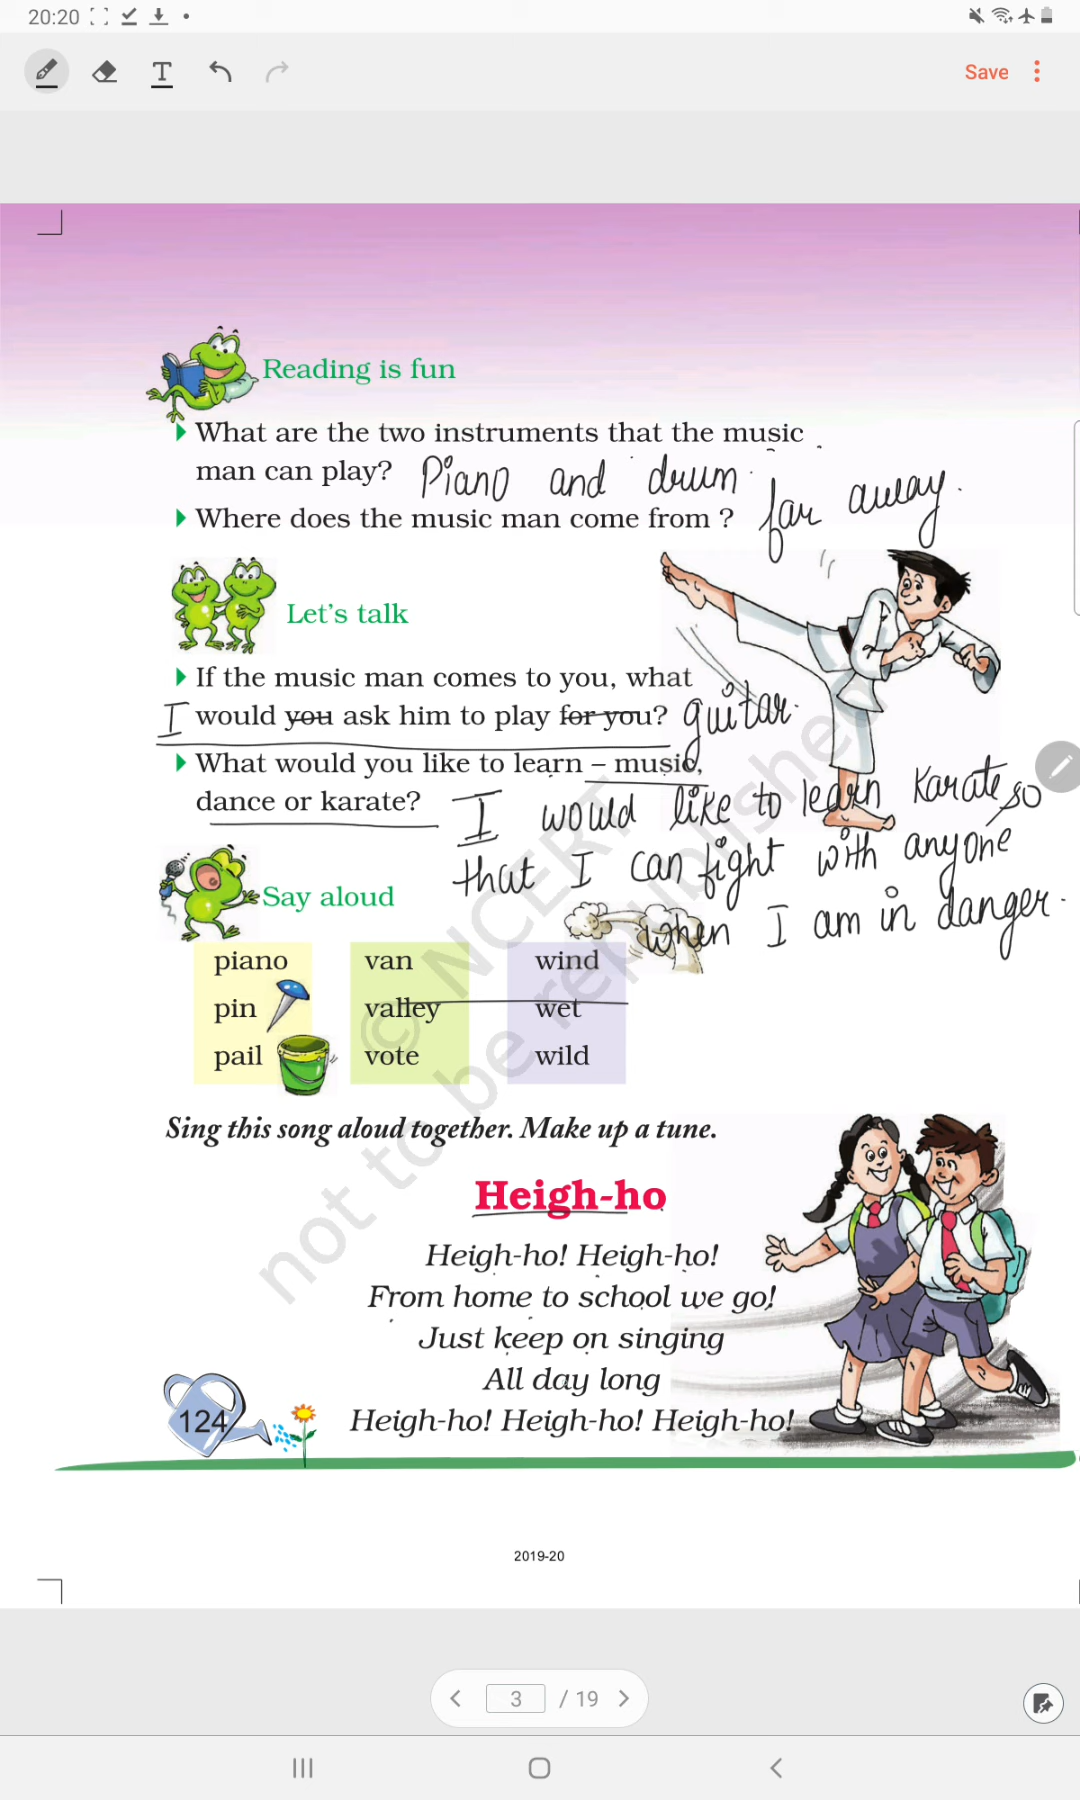 20:20
Save
Reading is fun
What are the two instruments that the music
man can play? Piano and drum.
Where does the music man come from ? far away.
Let's talk
If the music man comes to you, what
I would you ask him to play for you? guitar.
What would you like to learn – music,
dance or karate? I would like to learn Karate, so
that I can fight with anyone
when I am in danger.
Say aloud
piano van wind
pin valley wet
pail vote wild
Sing this song aloud together. Make up a tune.
Heigh-ho
Heigh-ho! Heigh-ho!
From home to school we go!
Just keep on singing
All day long
Heigh-ho! Heigh-ho! Heigh-ho!
124
© NCERT
not to be republished
2019-20
3 / 19